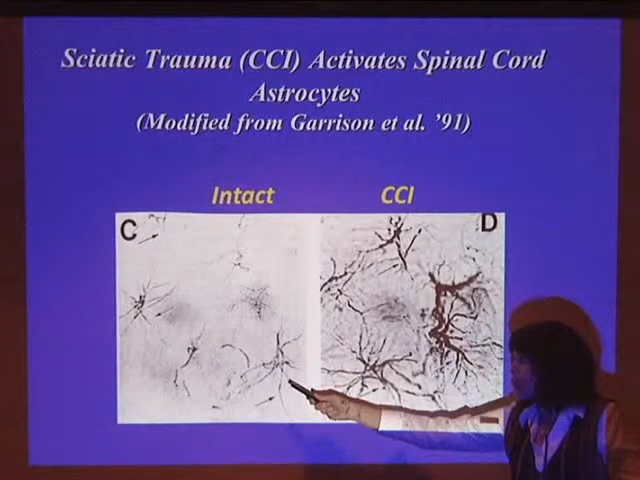 Sciatic Trauma (CCI) Activates Spinal Cord
Astrocytes
(Modified from Garrison et al. '91)
Intact CCI
C D